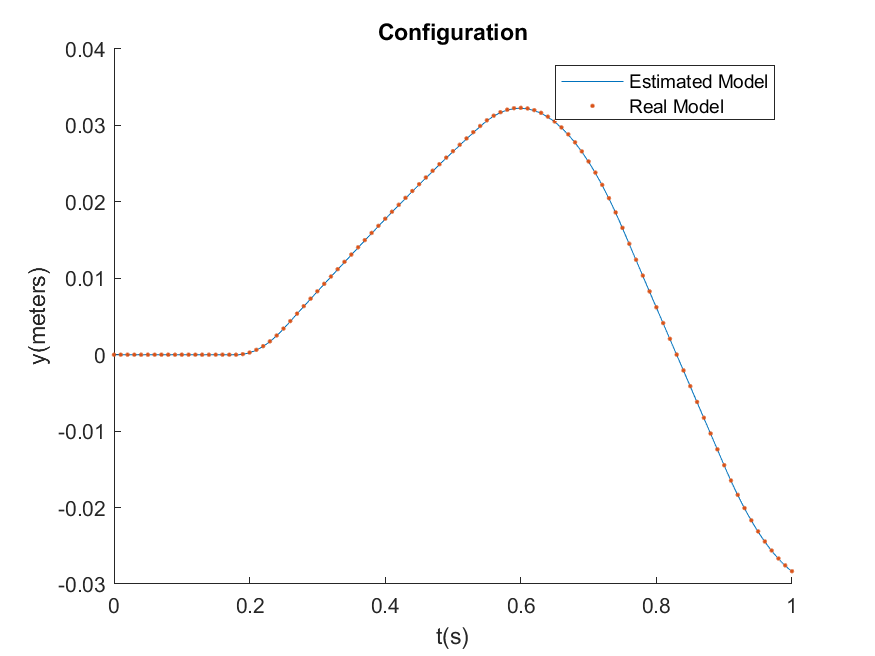 Configuration
0.04
0.03
0.02
0.01
0
-0.01
-0.02
-0.03
y(meters)
Estimated Model
Real Model
0 0.2 0.4 0.6 0.8 1
t(s)